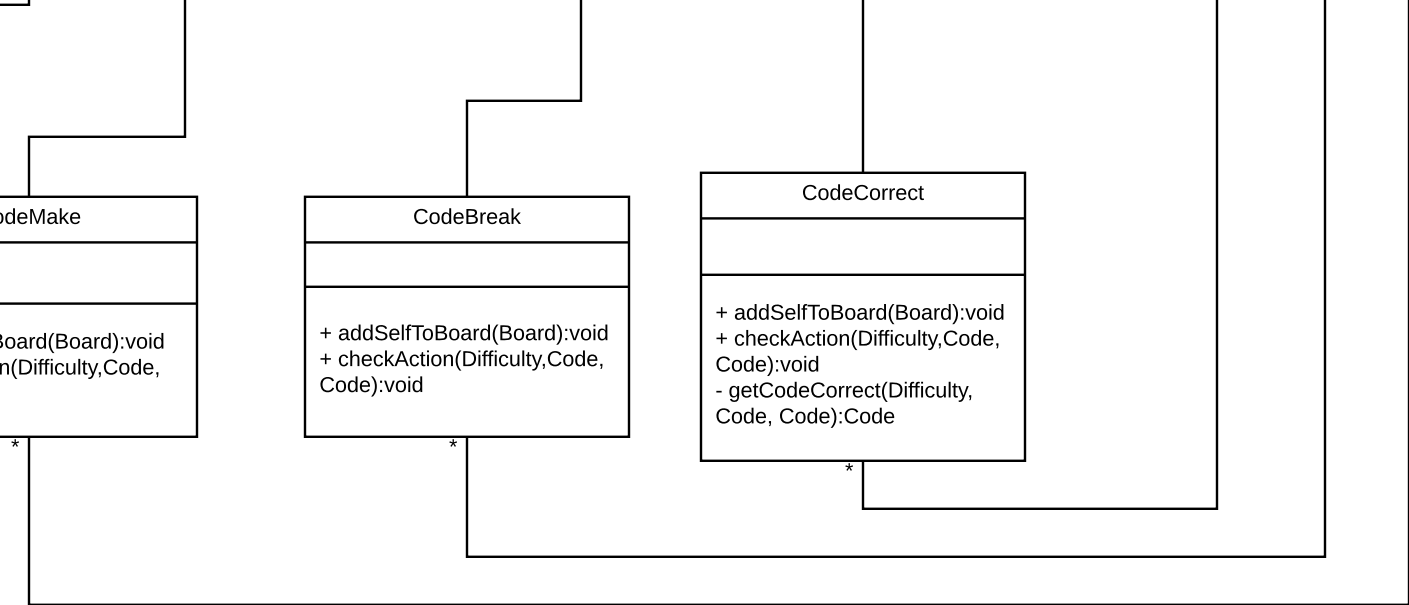 odeMake
Board(Board):void
n(Difficulty,Code,
*
CodeBreak
+ addSelfToBoard(Board):void
+ checkAction(Difficulty,Code,
Code):void
*
CodeCorrect
+ addSelfToBoard(Board):void
+ checkAction(Difficulty,Code,
Code):void
- getCodeCorrect(Difficulty,
Code, Code):Code
*